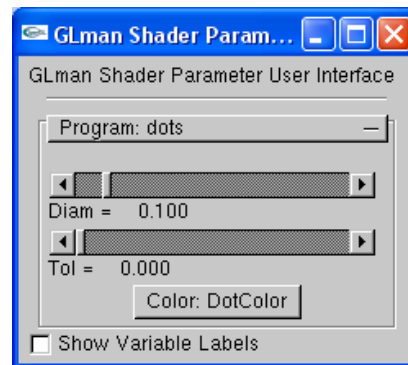 GLman Shader Param...
GLman Shader Parameter User Interface
Program: dots
Diam = 0.100
Tol = 0.000
Color: DotColor
Show Variable Labels